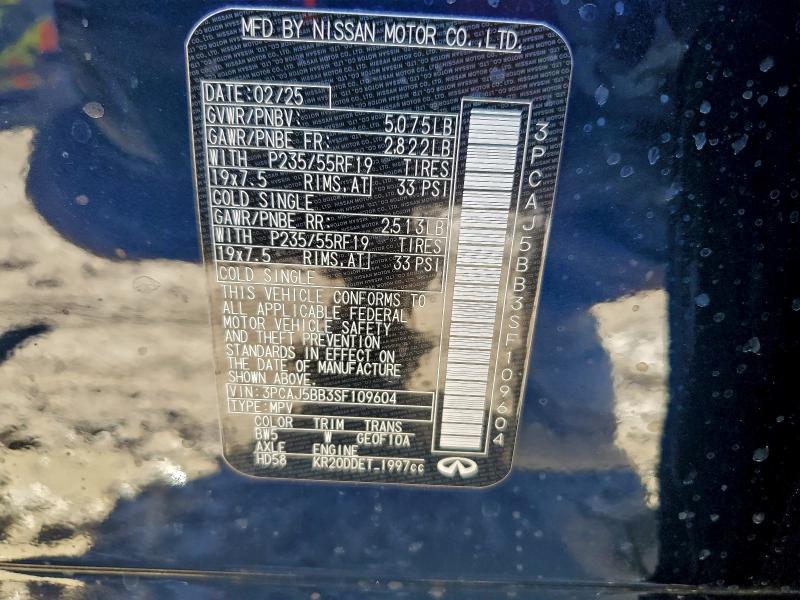 MFD BY NISSAN MOTOR CO.,LTD.
DATE:02/25
GVWR/PNBV: 5075LB
GAWR/PNBE FR: 2822LB
WITH P235/55RF19 TIRES
19x7.5 RIMS,AT 33 PSI
COLD SINGLE
GAWR/PNBE RR: 2513LB
WITH P235/55RF19 TIRES
19x7.5 RIMS,AT 33 PSI
COLD SINGLE
THIS VEHICLE CONFORMS TO
ALL APPLICABLE FEDERAL
MOTOR VEHICLE SAFETY
AND THEFT PREVENTION
STANDARDS IN EFFECT ON
THE DATE OF MANUFACTURE
SHOWN ABOVE.
VIN:3PCAJ5BB3SF109604
TYPE:MPV
COLOR TRIM TRANS
BW5 W GEOF10A
AXLE ENGINE
HD58 KR20DDET-1997cc
3PCAJ5BB3SF109604